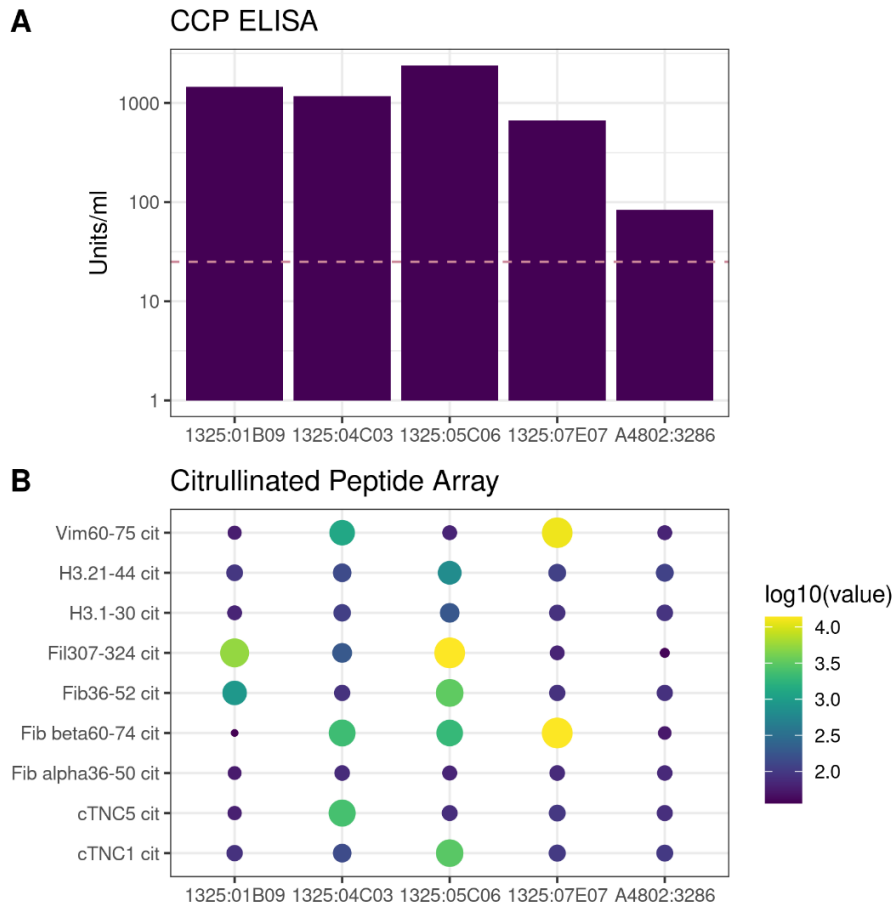 A
CCP ELISA
Units/ml
1000
100
10
1
1325:01B09 1325:04C03 1325:05C06 1325:07E07 A4802:3286
B
Citrullinated Peptide Array
Vim60-75 cit
H3.21-44 cit
H3.1-30 cit
Fil307-324 cit
Fib36-52 cit
Fib beta60-74 cit
Fib alpha36-50 cit
cTNC5 cit
cTNC1 cit
1325:01B09 1325:04C03 1325:05C06 1325:07E07 A4802:3286
log10(value)
4.0
3.5
3.0
2.5
2.0